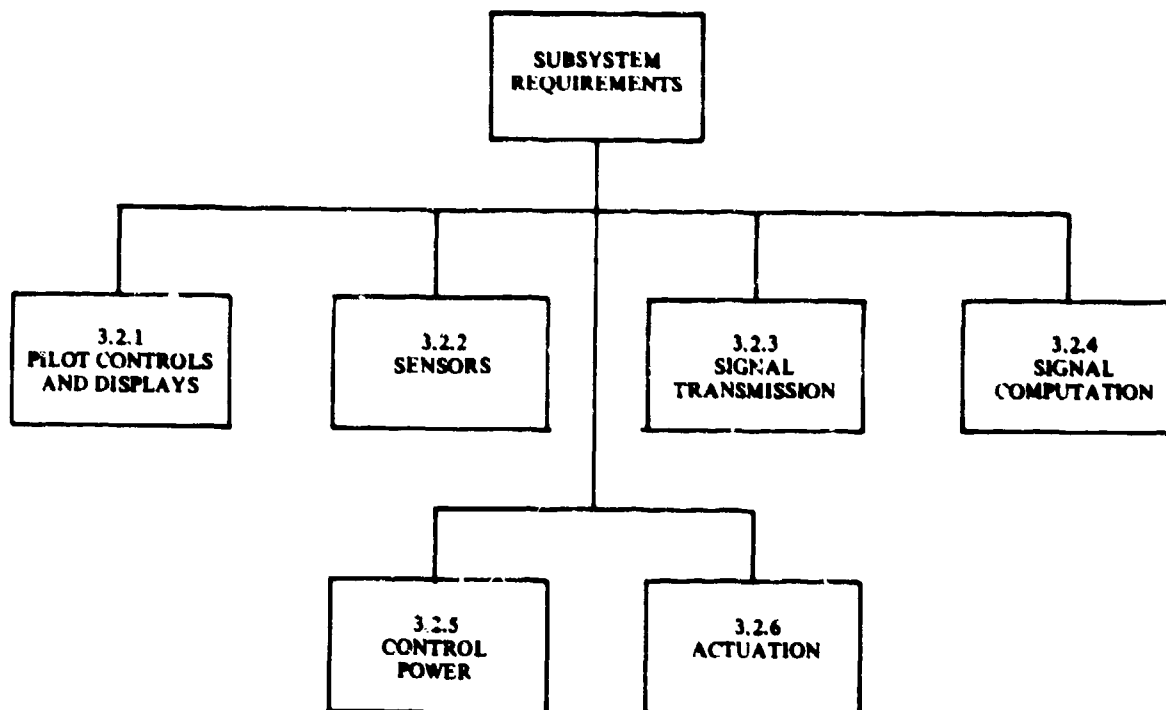 SUBSYSTEM
REQUIREMENTS
3.2.1
PILOT CONTROLS
AND DISPLAYS
3.2.2
SENSORS
3.2.3
SIGNAL
TRANSMISSION
3.2.4
SIGNAL
COMPUTATION
3.2.5
CONTROL
POWER
3.2.6
ACTUATION